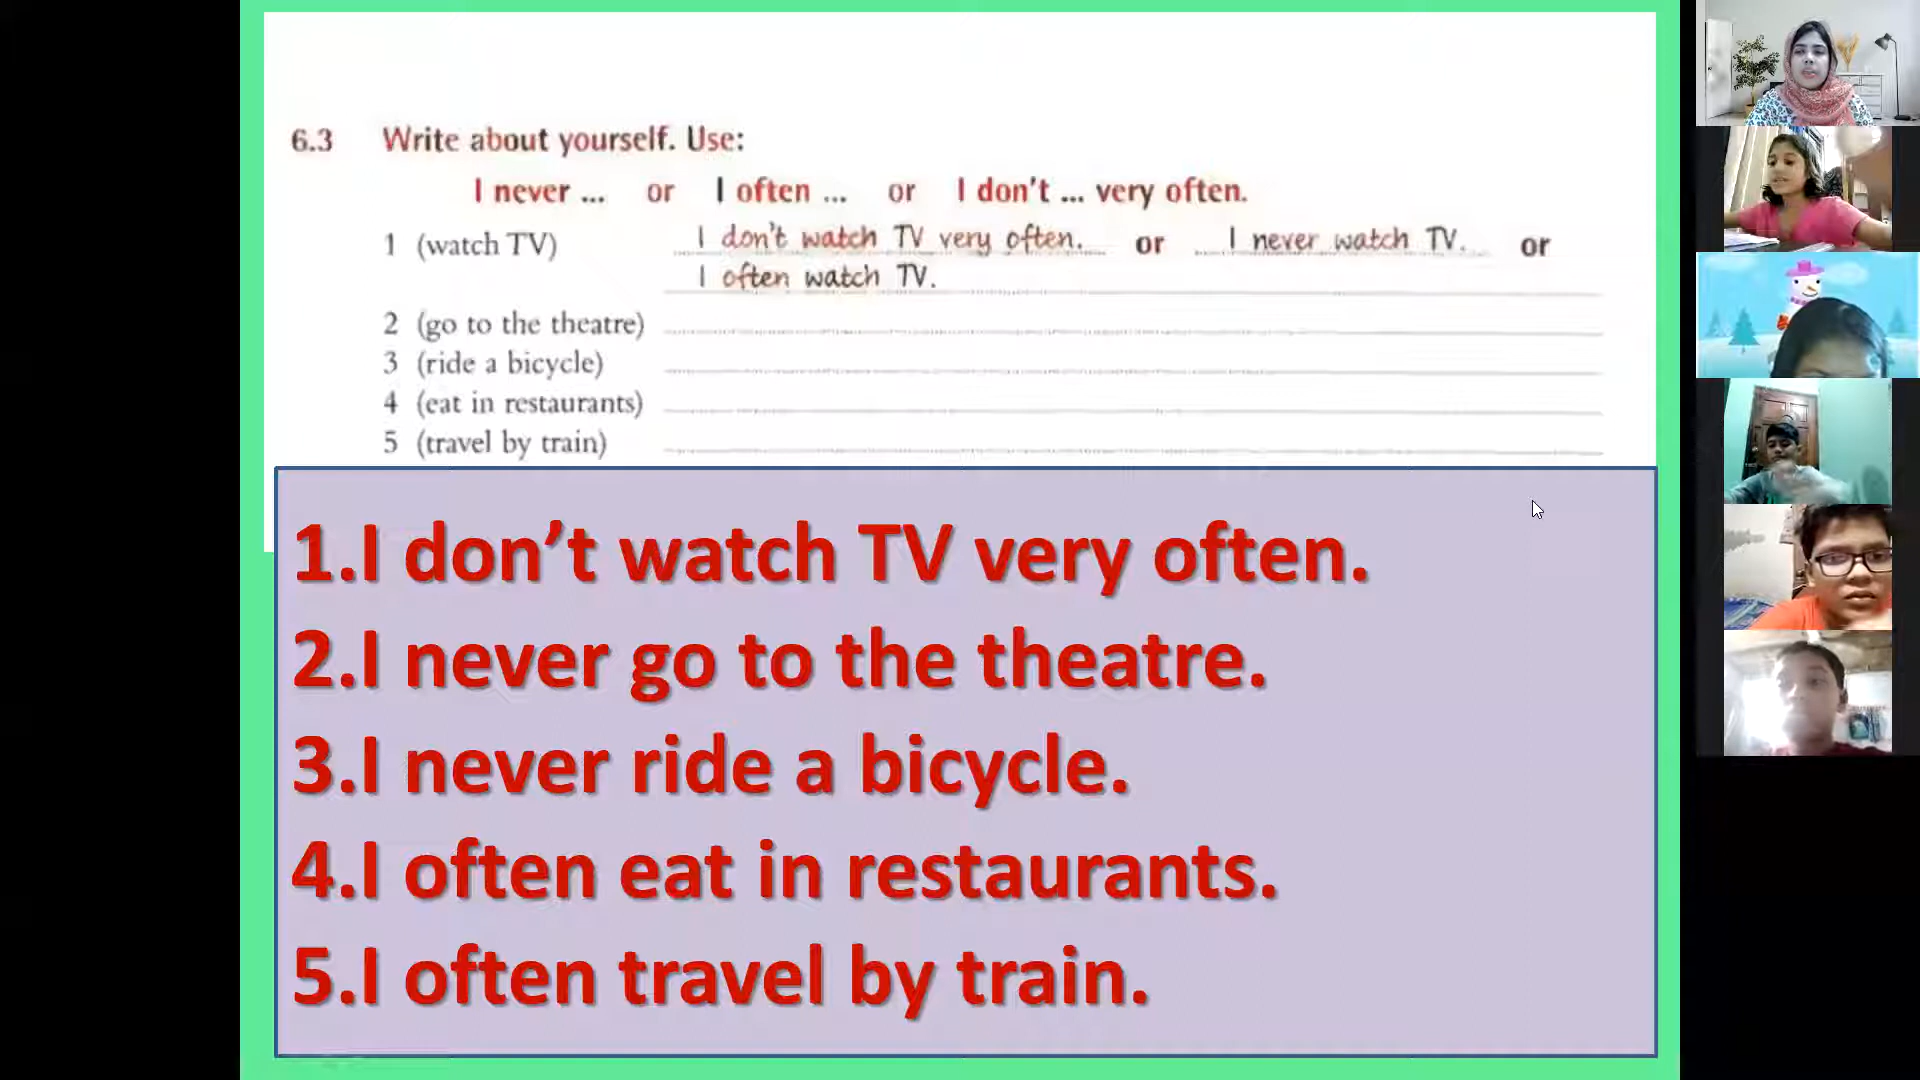 6.3 Write about yourself. Use:
I never ... or I often ... or I don't ... very often.
1 (watch TV) I don't watch TV very often. or I never watch TV. or
I often watch TV.
2 (go to the theatre)
3 (ride a bicycle)
4 (eat in restaurants)
5 (travel by train)
1.I don’t watch TV very often.
2.I never go to the theatre.
3.I never ride a bicycle.
4.I often eat in restaurants.
5.I often travel by train.